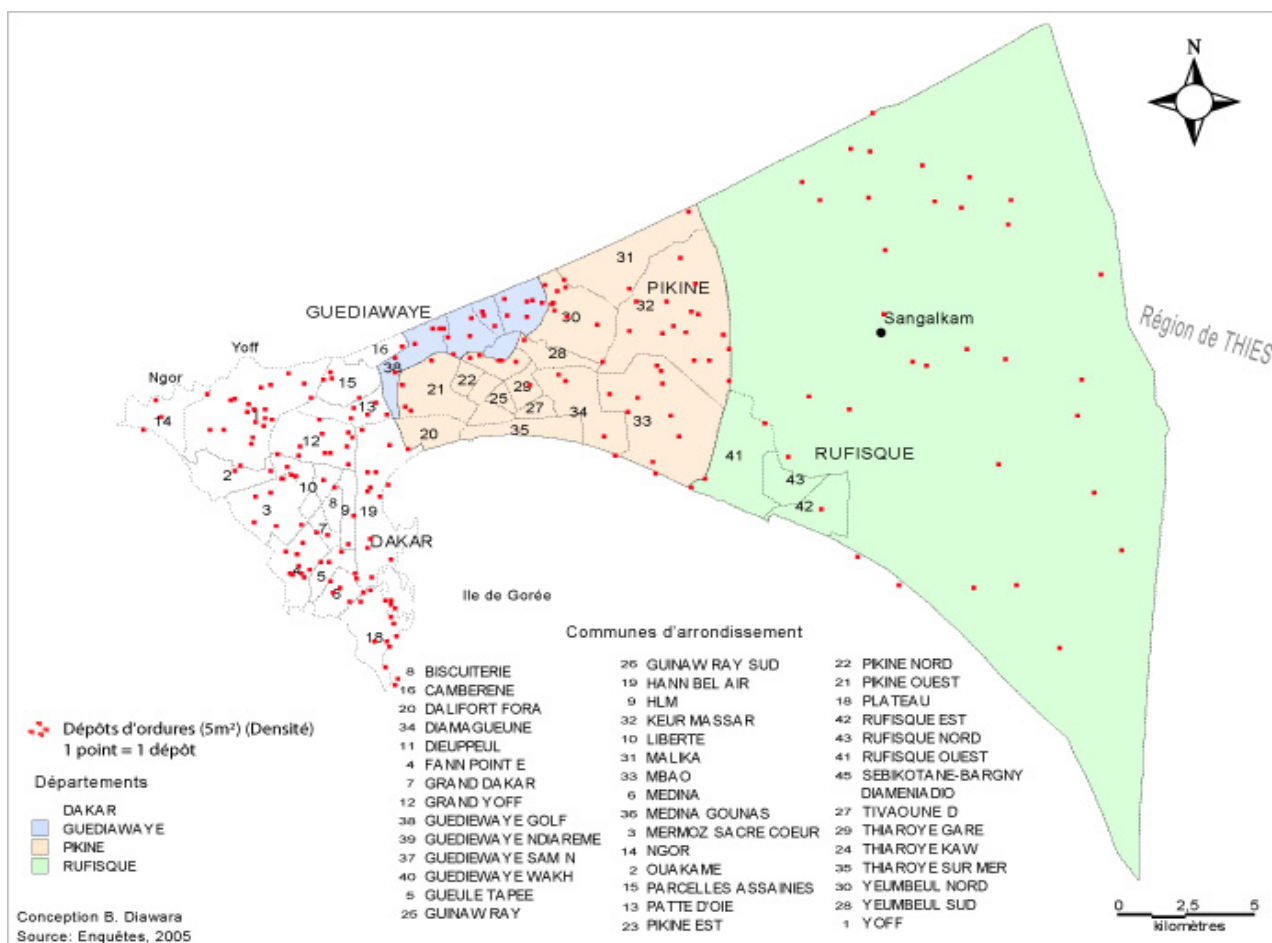 N
31
PIKINE
32
GUEDIAWAYE
30
Sangalkam
Région de THIES
Yoff
16
28
38
Ngor
15
22
29
21
25
13
27
34
14
1
33
12
20
35
41
RUFISQUE
2
43
10
8
3
9
19
42
7
DAKAR
4
5
6
Ile de Gorée
18
Communes d'arrondissement
8 BISCUITERIE
16 CAMBERENE
20 DALIFORT FORA
34 DIAMAGUEUNE
11 DIEUPPEUL
4 FANN POINT E
7 GRAND DAKAR
12 GRAND YOFF
38 GUEDIEWAYE GOLF
39 GUEDIEWAYE NDIAREME
37 GUEDIEWAYE SAM N
40 GUEDIEWAYE WAKH
5 GUEULE TAPEE
25 GUINAW RAY
26 GUINAW RAY SUD
19 HANN BEL AIR
9 HLM
32 KEUR MASSAR
10 LIBERTE
31 MALIKA
33 MBAO
6 MEDINA
36 MEDINA GOUNAS
3 MERMOZ SACRE COEUR
14 NGOR
2 OUAKAME
15 PARCELLES ASSAINIES
13 PATTE D'OIE
23 PIKINE EST
22 PIKINE NORD
21 PIKINE OUEST
18 PLATEAU
42 RUFISQUE EST
43 RUFISQUE NORD
41 RUFISQUE OUEST
45 SEBIKOTANE-BARGNY
DIAMENIADIO
27 TIVAOUNE D
29 THIAROYE GARE
24 THIAROYE KAW
35 THIAROYE SUR MER
30 YEUMBEUL NORD
28 YEUMBEUL SUD
1 YOFF
Dépôts d'ordures (5m²) (Densité)
1 point = 1 dépôt
Départements
DAKAR
GUEDIAWAYE
PIKINE
RUFISQUE
Conception B. Diawara
Source: Enquêtes, 2005
0 2,5 5
kilomètres